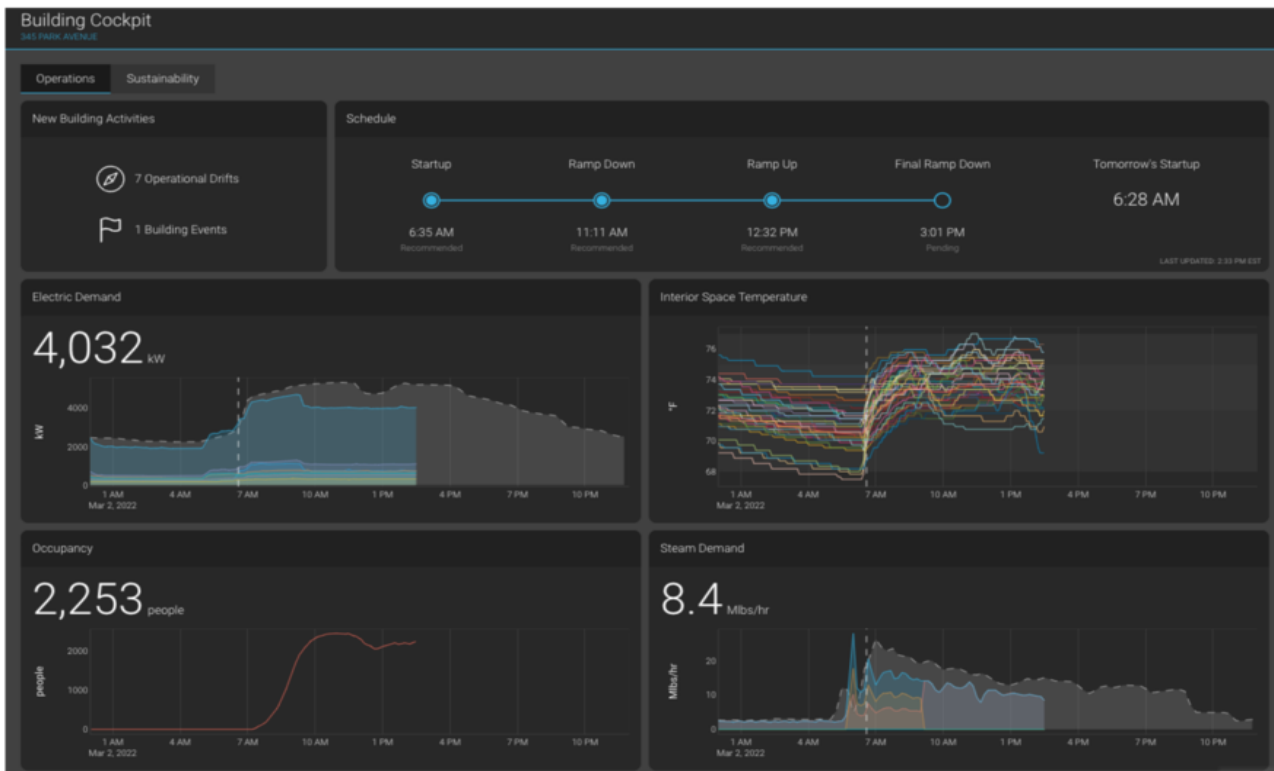 Building Cockpit
345 PARK AVENUE
Operations Sustainability
New Building Activities
7 Operational Drifts
1 Building Events
Schedule
Startup Ramp Down Ramp Up Final Ramp Down Tomorrow's Startup
6:28 AM
6:35 AM 11:11 AM 12:32 PM 3:01 PM
Recommended Recommended Recommended Pending
LAST UPDATED: 2:33 PM EST
Electric Demand
4,032 kW
kW
4000
2000
0
1 AM 4 AM 7 AM 10 AM 1 PM 4 PM 7 PM 10 PM
Mar 2, 2022
Interior Space Temperature
°F
76
74
72
70
68
1 AM 4 AM 7 AM 10 AM 1 PM 4 PM 7 PM 10 PM
Mar 2, 2022
Occupancy
2,253 people
people
2000
1000
0
1 AM 4 AM 7 AM 10 AM 1 PM 4 PM 7 PM 10 PM
Mar 2, 2022
Steam Demand
8.4 Mlbs/hr
Mlbs/hr
20
10
0
1 AM 4 AM 7 AM 10 AM 1 PM 4 PM 7 PM 10 PM
Mar 2, 2022